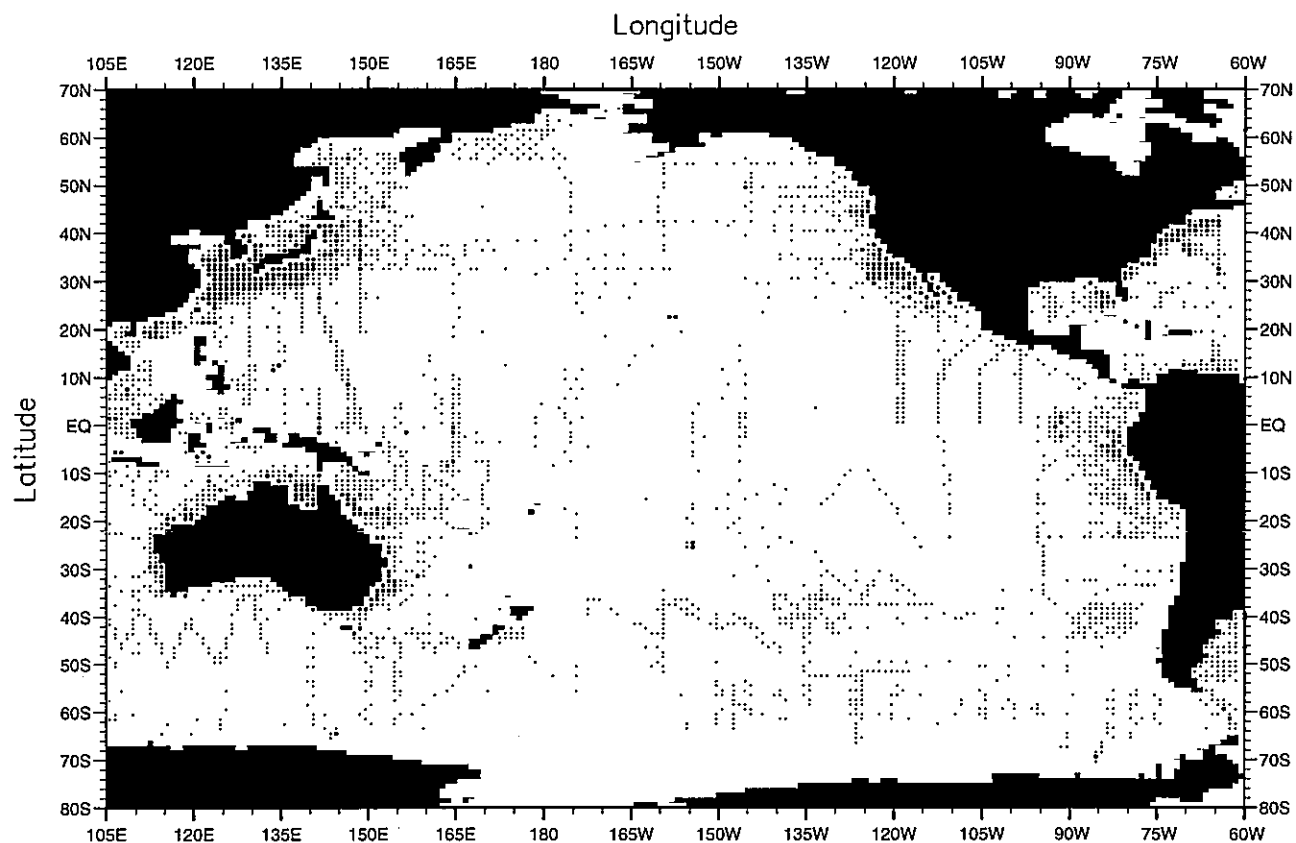 Longitude
105E 120E 135E 150E 165E 180 165W 150W 135W 120W 105W 90W 75W 60W
70N 70N
60N 60N
50N 50N
40N 40N
30N 30N
20N 20N
10N 10N
Latitude
EQ EQ
10S 10S
20S 20S
30S 30S
40S 40S
50S 50S
60S 60S
70S 70S
80S 80S
105E 120E 135E 150E 165E 180 165W 150W 135W 120W 105W 90W 75W 60W